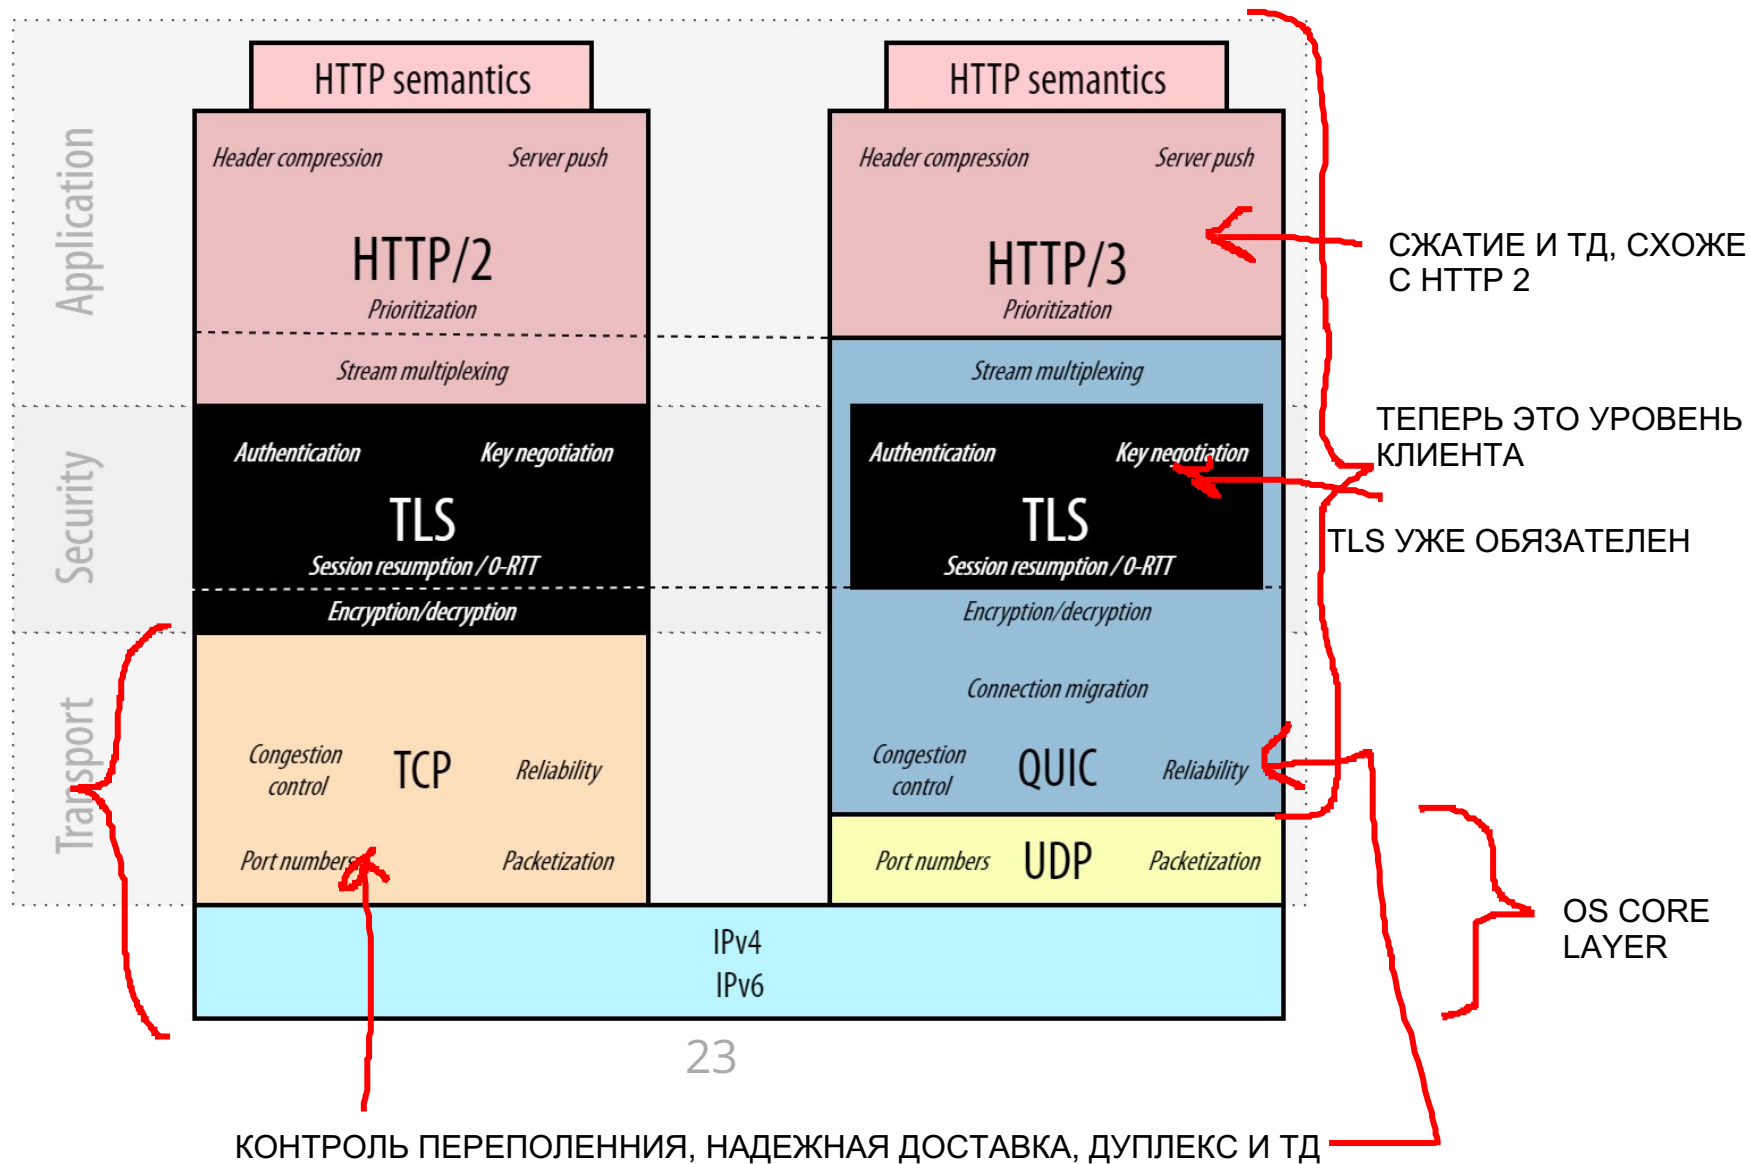 HTTP semantics
HTTP semantics
Application
Header compression
Server push
HTTP/2
Prioritization
Stream multiplexing
Header compression
Server push
HTTP/3
Prioritization
Stream multiplexing
СЖАТИЕ И ТД, СХОЖЕ
С HTTP 2
Security
Authentication
Key negotiation
TLS
Session resumption / 0-RTT
Encryption/decryption
Authentication
Key negotiation
TLS
Session resumption / 0-RTT
Encryption/decryption
ТЕПЕРЬ ЭТО УРОВЕНЬ
КЛИЕНТА
TLS УЖЕ ОБЯЗАТЕЛЕН
Transport
Congestion
control
TCP
Reliability
Port numbers
Packetization
Connection migration
Congestion
control
QUIC
Reliability
Port numbers
UDP
Packetization
OS CORE
LAYER
IPv4
IPv6
23
КОНТРОЛЬ ПЕРЕПОЛЕННИЯ, НАДЕЖНАЯ ДОСТАВКА, ДУПЛЕКС И ТД